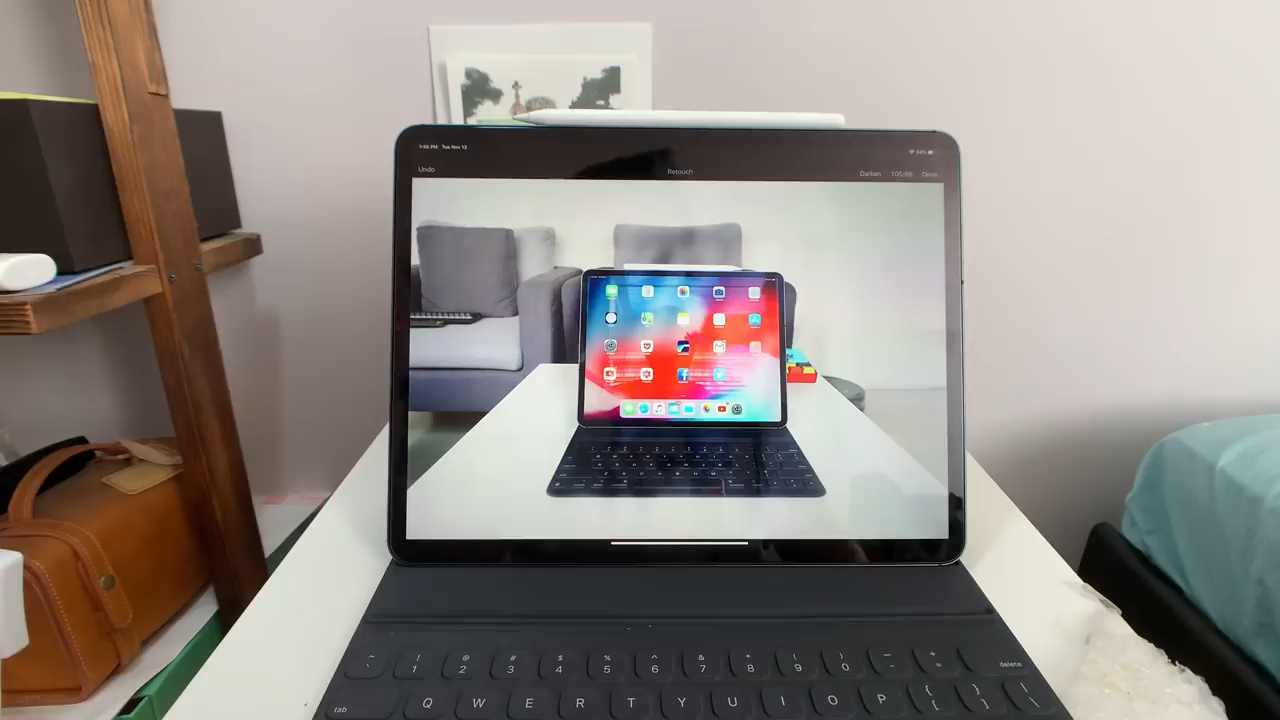 1:46 PM Tue Nov 13
Undo
Retouch
Darken
Done
~ ! @ # $ % ^ & * ( ) - +
` 1 2 3 4 5 6 7 8 9 0 - =
delete
tab
Q W E R T Y U I O P { } |
[ ] \